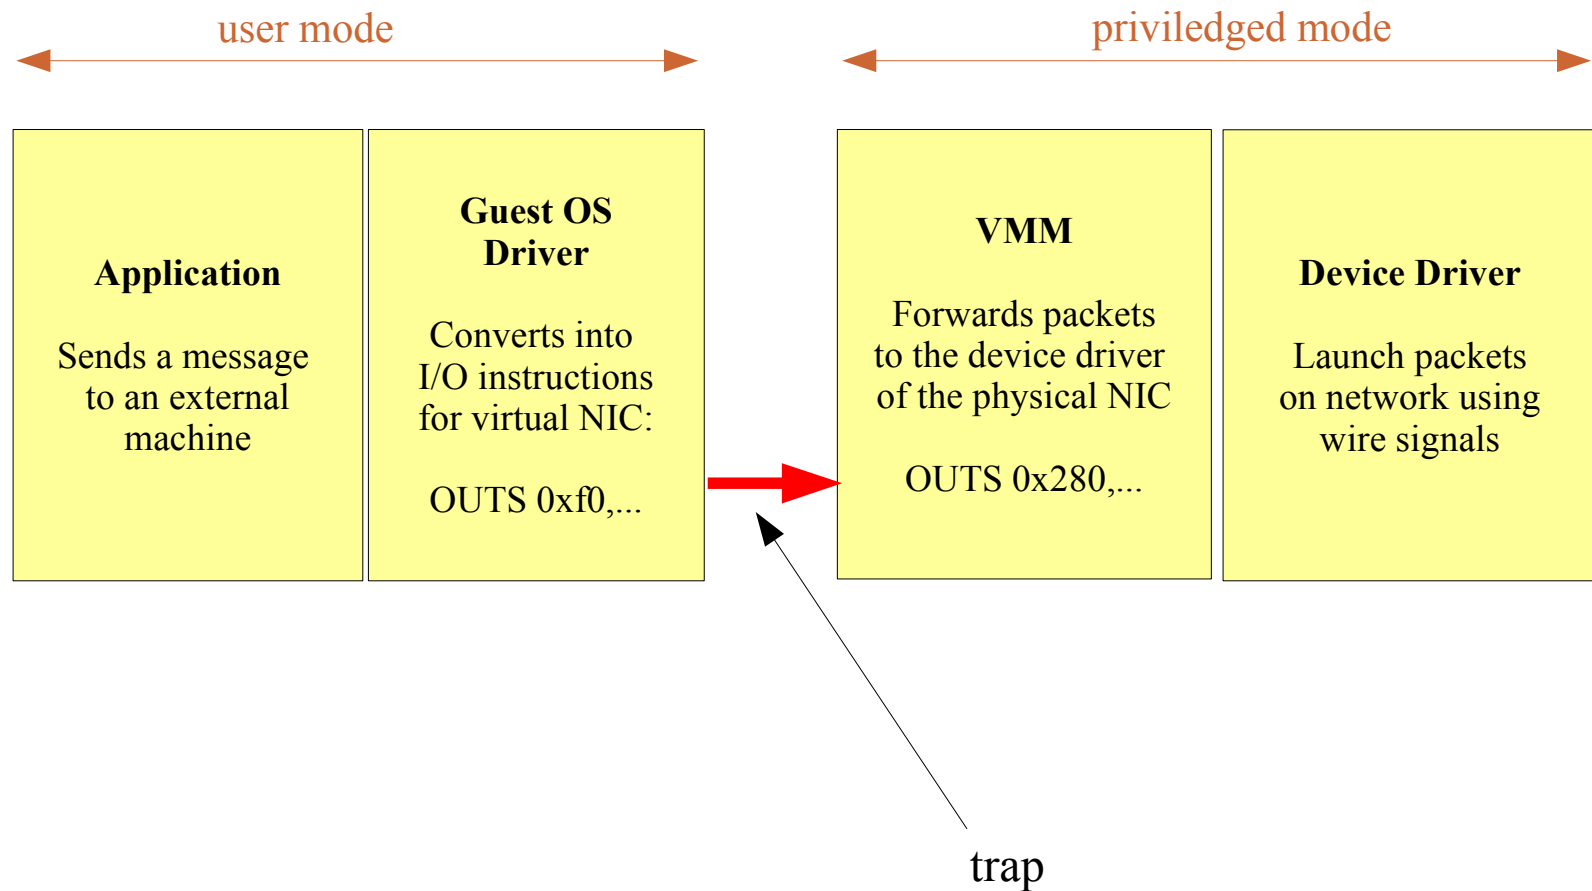 user mode
priviledged mode
Application
Sends a message
to an external
machine
Guest OS
Driver
Converts into
I/O instructions
for virtual NIC:
OUTS 0xf0,...
VMM
Forwards packets
to the device driver
of the physical NIC
OUTS 0x280,...
Device Driver
Launch packets
on network using
wire signals
trap